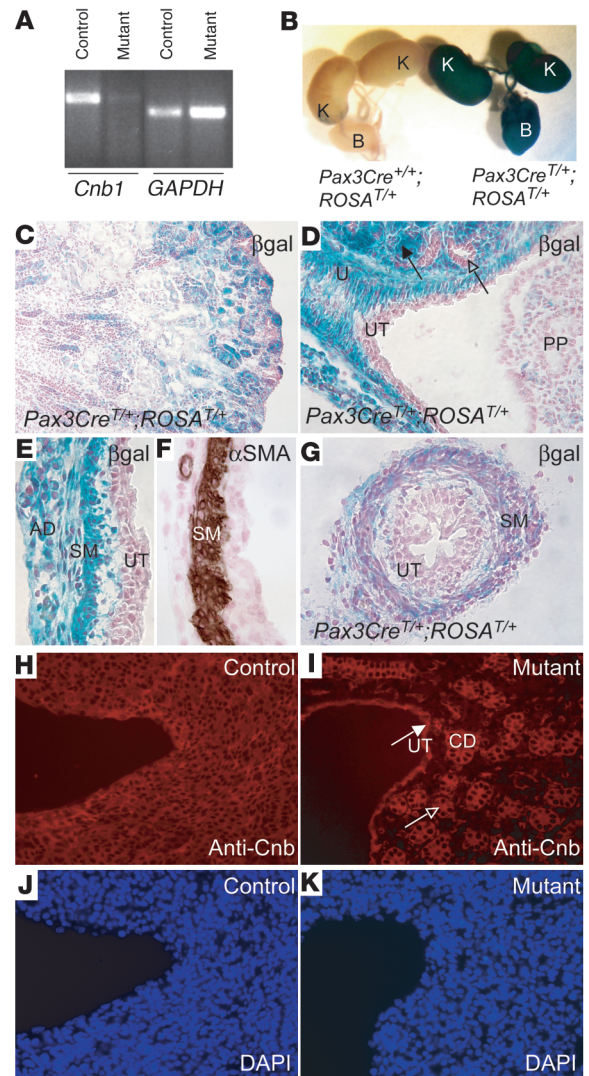 A
Control
Mutant
Control
Mutant
Cnb1
GAPDH
B
K
K
K
K
B
B
Pax3Cre+/+;
ROSAT/+
Pax3CreT/+;
ROSAT/+
C
βgal
Pax3CreT/+;ROSAT/+
D
βgal
U
UT
PP
Pax3CreT/+;ROSAT/+
E
βgal
AD
SM
UT
F
αSMA
SM
G
βgal
SM
UT
Pax3CreT/+;ROSAT/+
H
Control
Anti-Cnb
I
Mutant
UT
CD
Anti-Cnb
J
Control
DAPI
K
Mutant
DAPI